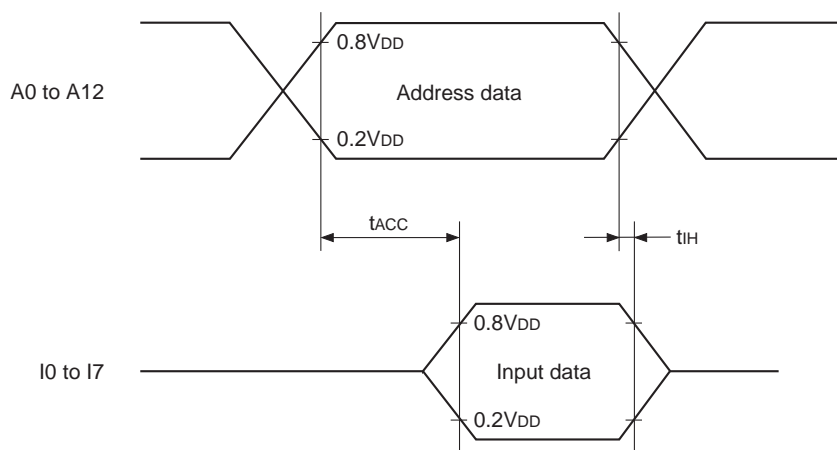 0.8VDD
A0 to A12
Address data
0.2VDD
tACC
tIH
0.8VDD
I0 to I7
Input data
0.2VDD